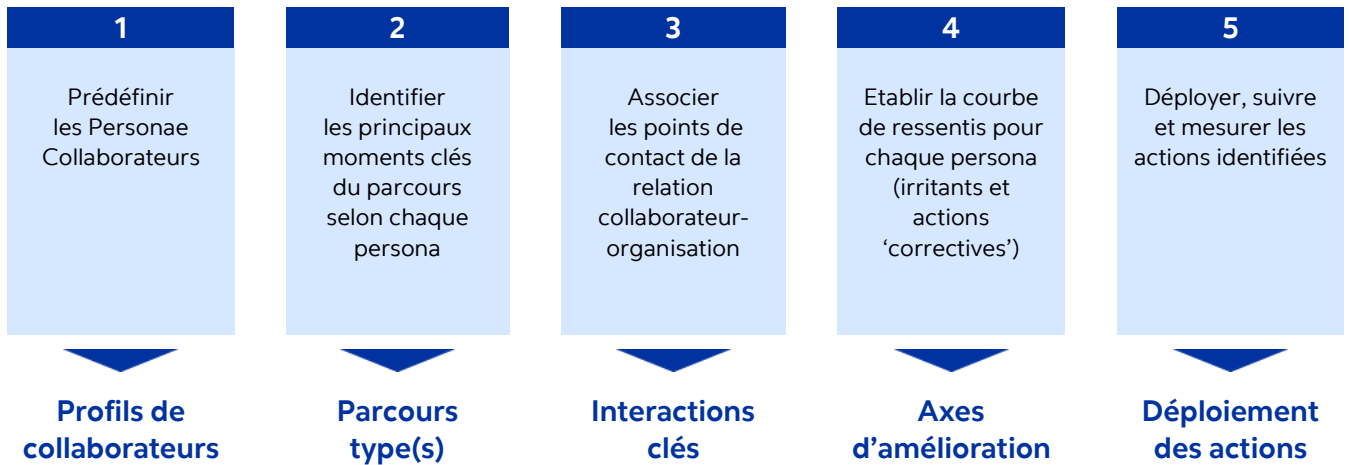 1
Prédéfinir
les Personae
Collaborateurs
Profils de
collaborateurs
2
Identifier
les principaux
moments clés
du parcours
selon chaque
persona
Parcours
type(s)
3
Associer
les points de
contact de la
relation
collaborateur-
organisation
Interactions
clés
4
Etablir la courbe
de ressentis pour
chaque persona
(irritants et
actions
‘correctives’)
Axes
d’amélioration
5
Déployer, suivre
et mesurer les
actions identifiées
Déploiement
des actions